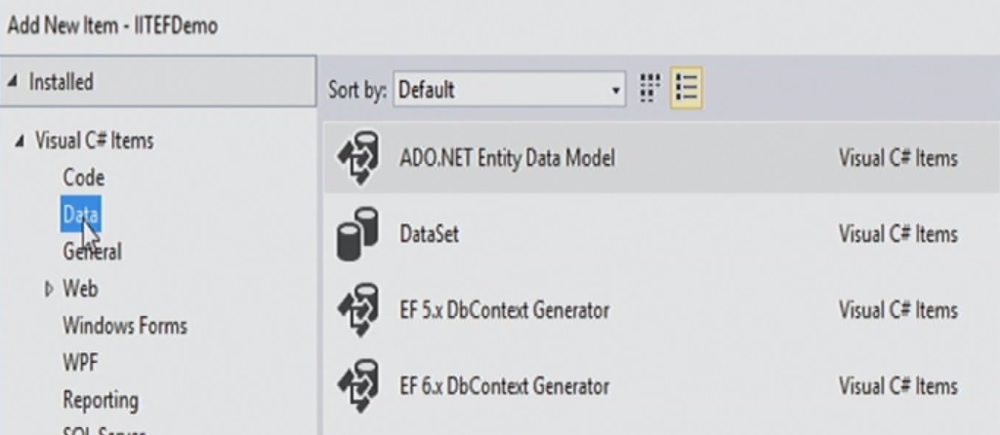 Add New Item - IITEFDemo
Installed
Visual C# Items
Code
Data
General
Web
Windows Forms
WPF
Reporting
SQL Server
Sort by: Default
ADO.NET Entity Data Model Visual C# Items
DataSet Visual C# Items
EF 5.x DbContext Generator Visual C# Items
EF 6.x DbContext Generator Visual C# Items